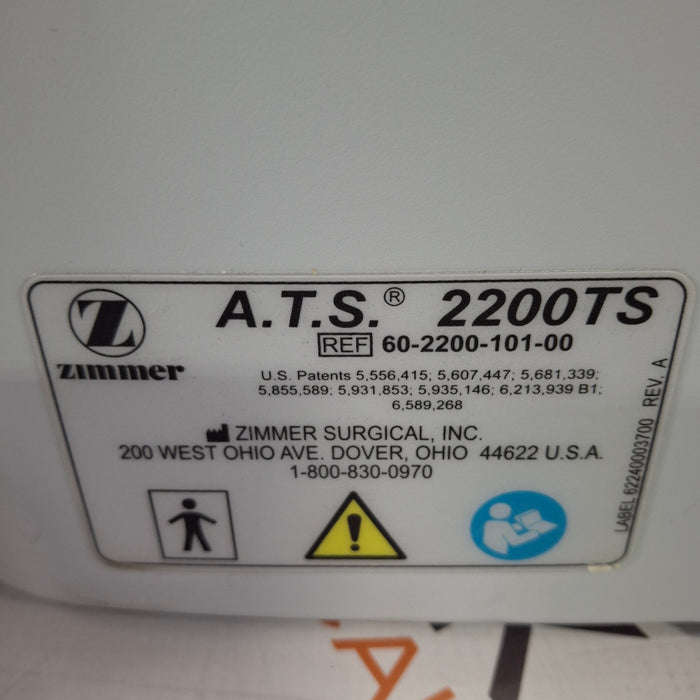 Z
zimmer
A.T.S.® 2200TS
REF 60-2200-101-00
U.S. Patents 5,556,415; 5,607,447; 5,681,339;
5,855,589; 5,931,853; 5,935,146; 6,213,939 B1;
6,589,268
ZIMMER SURGICAL, INC.
200 WEST OHIO AVE. DOVER, OHIO 44622 U.S.A.
1-800-830-0970
LABEL 62240003700 REV. A